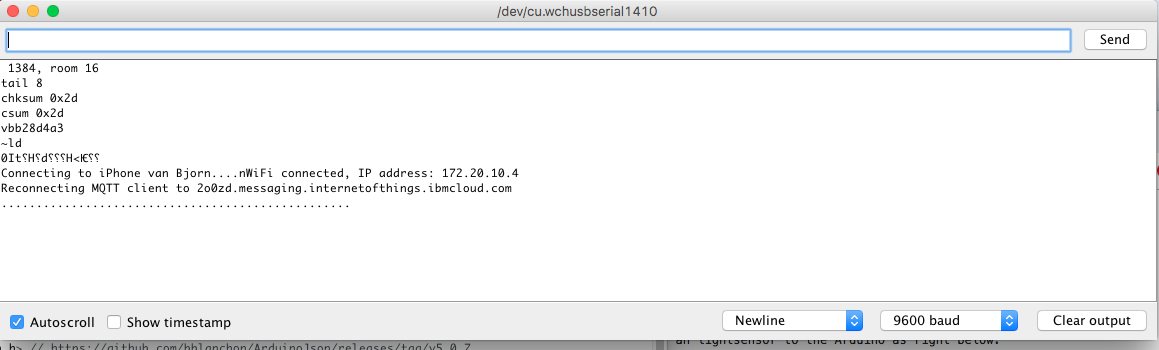 /dev/cu.wchusbserial1410
Send
1384, room 16
tail 8
chksum 0x2d
csum 0x2d
vbb28d4a3
~ld
Connecting to iPhone van Bjorn....nWiFi connected, IP address: 172.20.10.4
Reconnecting MQTT client to 2o0zd.messaging.internetofthings.ibmcloud.com
..................................................
Autoscroll Show timestamp Newline 9600 baud Clear output
h> // https://github.com/bblanchon/ArduinoJson/releases/tag/v5.0.7
an lightsensor to the Arduino as right below: